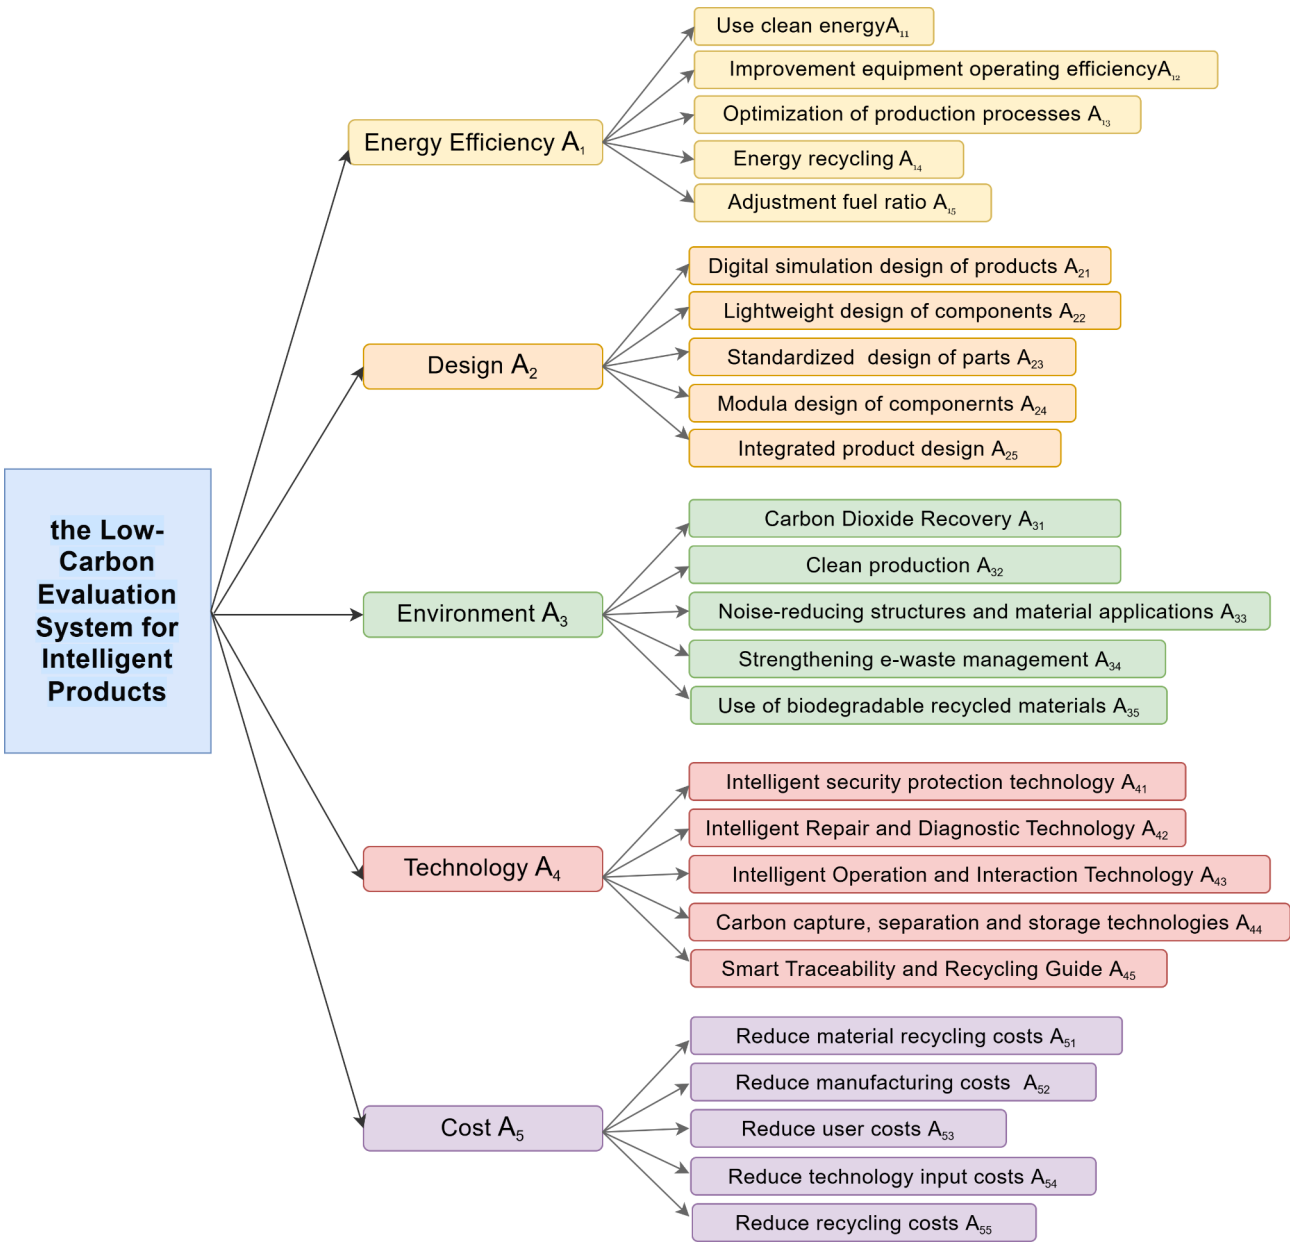 the Low-
Carbon
Evaluation
System for
Intelligent
Products
Energy Efficiency A₁
Use clean energyA₁₁
Improvement equipment operating efficiencyA₁₂
Optimization of production processes A₁₃
Energy recycling A₁₄
Adjustment fuel ratio A₁₅
Design A₂
Digital simulation design of products A₂₁
Lightweight design of components A₂₂
Standardized design of parts A₂₃
Modula design of componernts A₂₄
Integrated product design A₂₅
Environment A₃
Carbon Dioxide Recovery A₃₁
Clean production A₃₂
Noise-reducing structures and material applications A₃₃
Strengthening e-waste management A₃₄
Use of biodegradable recycled materials A₃₅
Technology A₄
Intelligent security protection technology A₄₁
Intelligent Repair and Diagnostic Technology A₄₂
Intelligent Operation and Interaction Technology A₄₃
Carbon capture, separation and storage technologies A₄₄
Smart Traceability and Recycling Guide A₄₅
Cost A₅
Reduce material recycling costs A₅₁
Reduce manufacturing costs A₅₂
Reduce user costs A₅₃
Reduce technology input costs A₅₄
Reduce recycling costs A₅₅